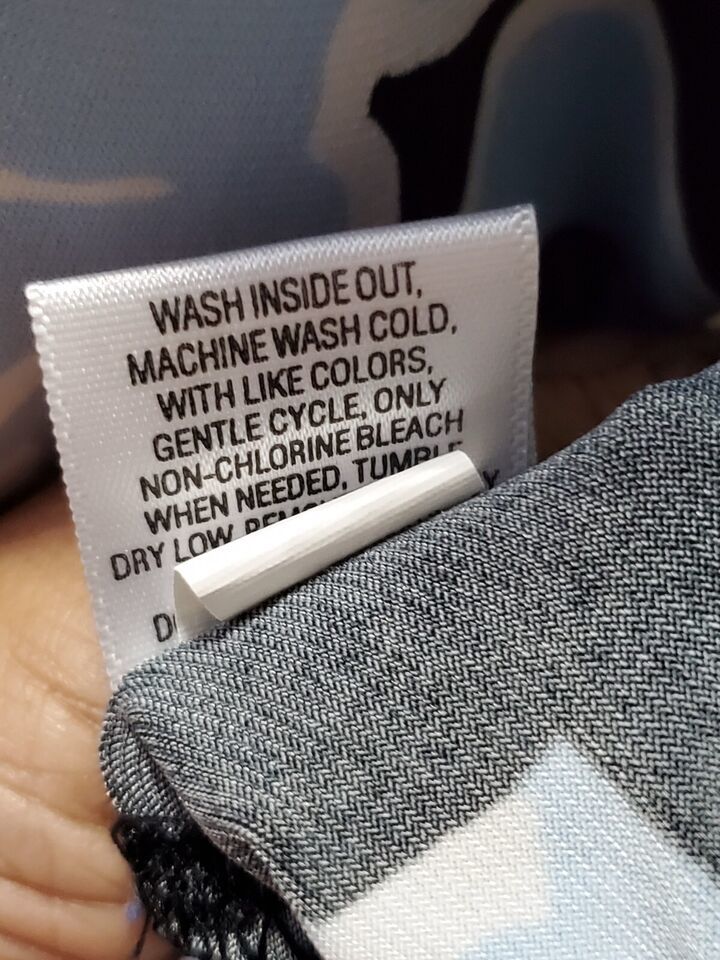 WASH INSIDE OUT,
MACHINE WASH COLD,
WITH LIKE COLORS,
GENTLE CYCLE, ONLY
NON-CHLORINE BLEACH
WHEN NEEDED, TUMBLE
DRY LOW